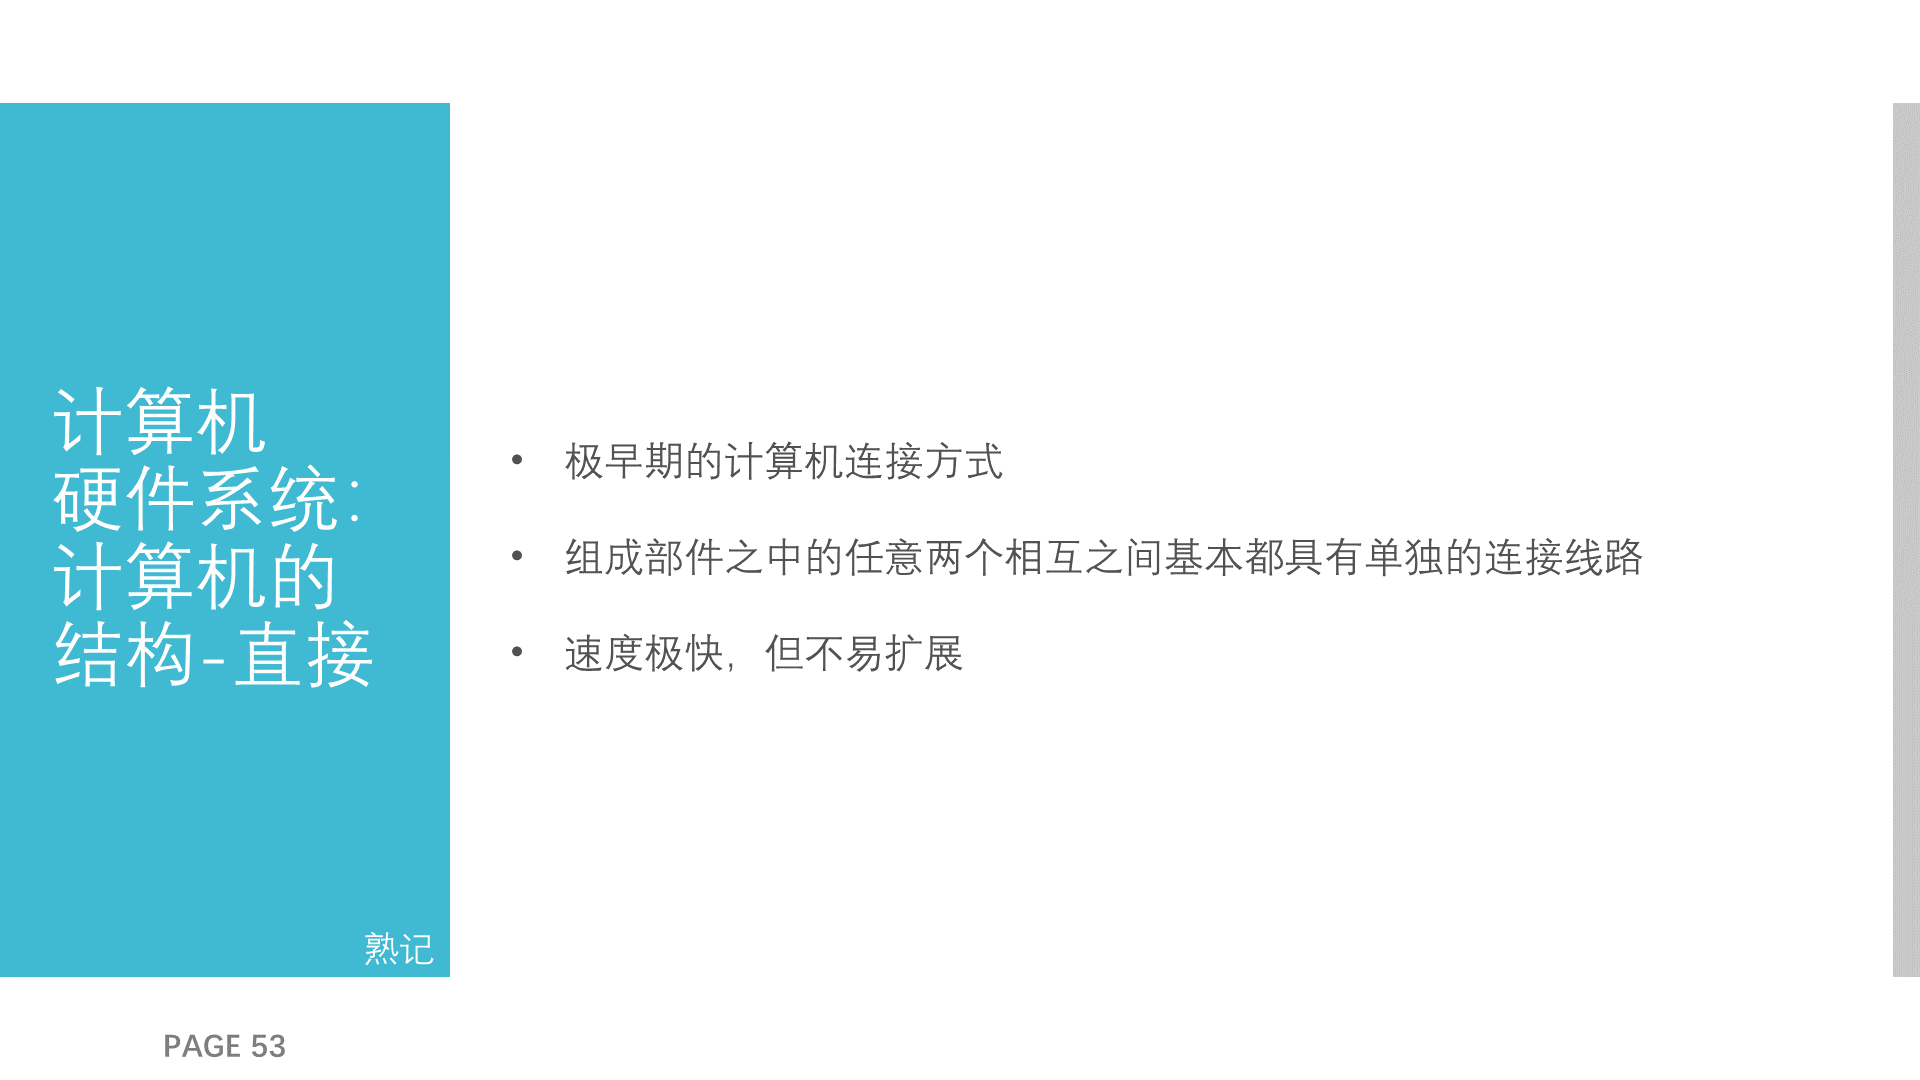 计算机
硬件系统：
计算机的
结构-直接
熟记
• 极早期的计算机连接方式
• 组成部件之中的任意两个相互之间基本都具有单独的连接线路
• 速度极快，但不易扩展
PAGE 53